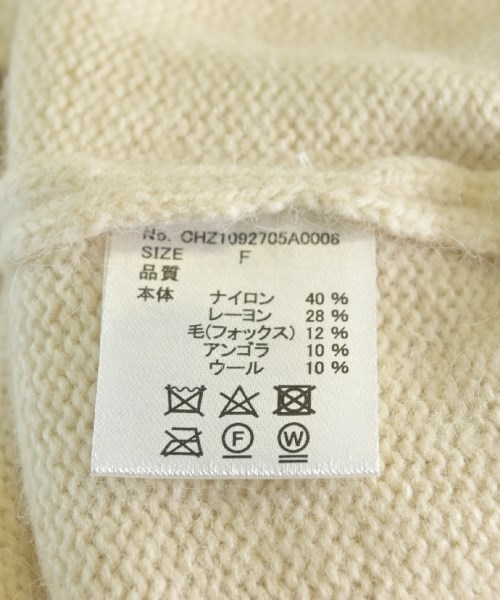 No. CHZ1092705A0006
SIZE F
品質
本体 ナイロン 40 %
レーヨン 28 %
毛(フォックス) 12 %
アンゴラ 10 %
ウール 10 %
F W